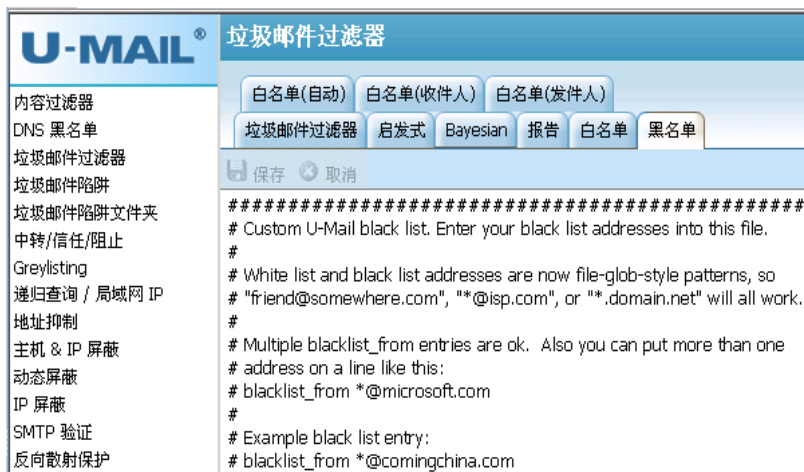 U-MAIL®
垃圾邮件过滤器
内容过滤器
DNS 黑名单
垃圾邮件过滤器
垃圾邮件陷阱
垃圾邮件陷阱文件夹
中转/信任/阻止
Greylisting
递归查询 / 局域网 IP
地址抑制
主机 & IP 屏蔽
动态屏蔽
IP 屏蔽
SMTP 验证
反向散射保护
白名单(自动) 白名单(收件人) 白名单(发件人)
垃圾邮件过滤器 启发式 Bayesian 报告 白名单 黑名单
保存 取消
################################################
# Custom U-Mail black list. Enter your black list addresses into this file.
#
# White list and black list addresses are now file-glob-style patterns, so
# "friend@somewhere.com", "*@isp.com", or "*.domain.net" will all work.
#
# Multiple blacklist_from entries are ok.  Also you can put more than one
# address on a line like this:
# blacklist_from *@microsoft.com
#
# Example black list entry:
# blacklist_from *@comingchina.com